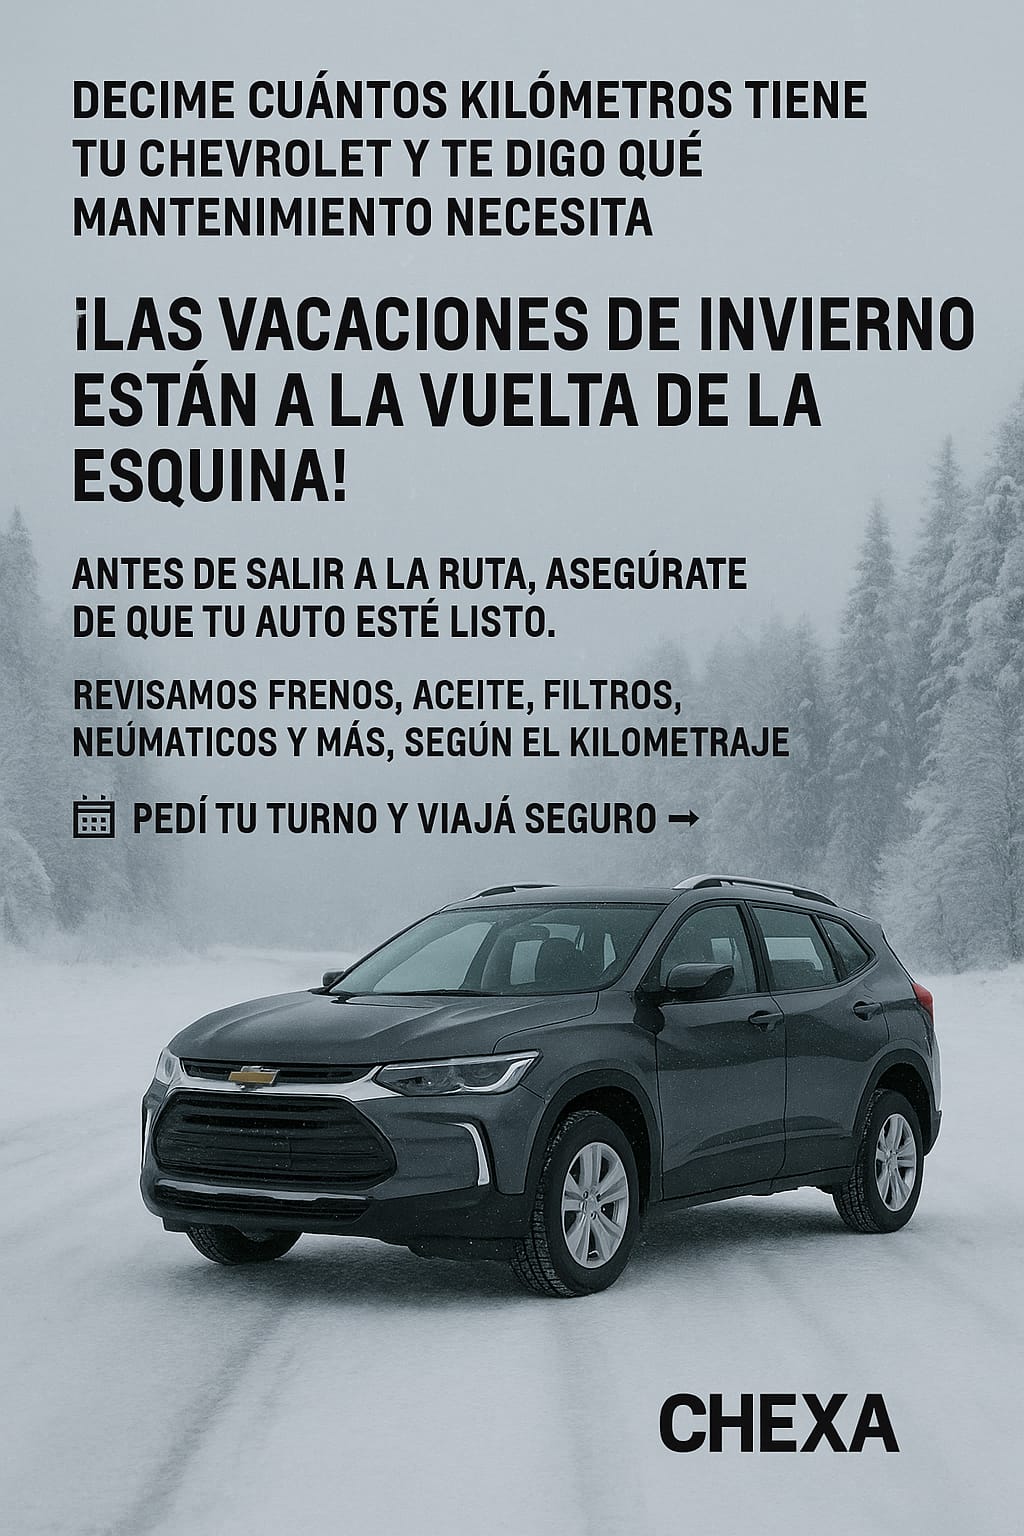 DECIME CUÁNTOS KILÓMETROS TIENE
TU CHEVROLET Y TE DIGO QUÉ
MANTENIMIENTO NECESITA
¡LAS VACACIONES DE INVIERNO
ESTÁN A LA VUELTA DE LA
ESQUINA!
ANTES DE SALIR A LA RUTA, ASEGÚRATE
DE QUE TU AUTO ESTÉ LISTO.
REVISAMOS FRENOS, ACEITE, FILTROS,
NEÚMATICOS Y MÁS, SEGÚN EL KILOMETRAJE
PEDÍ TU TURNO Y VIAJÁ SEGURO →
CHEXA